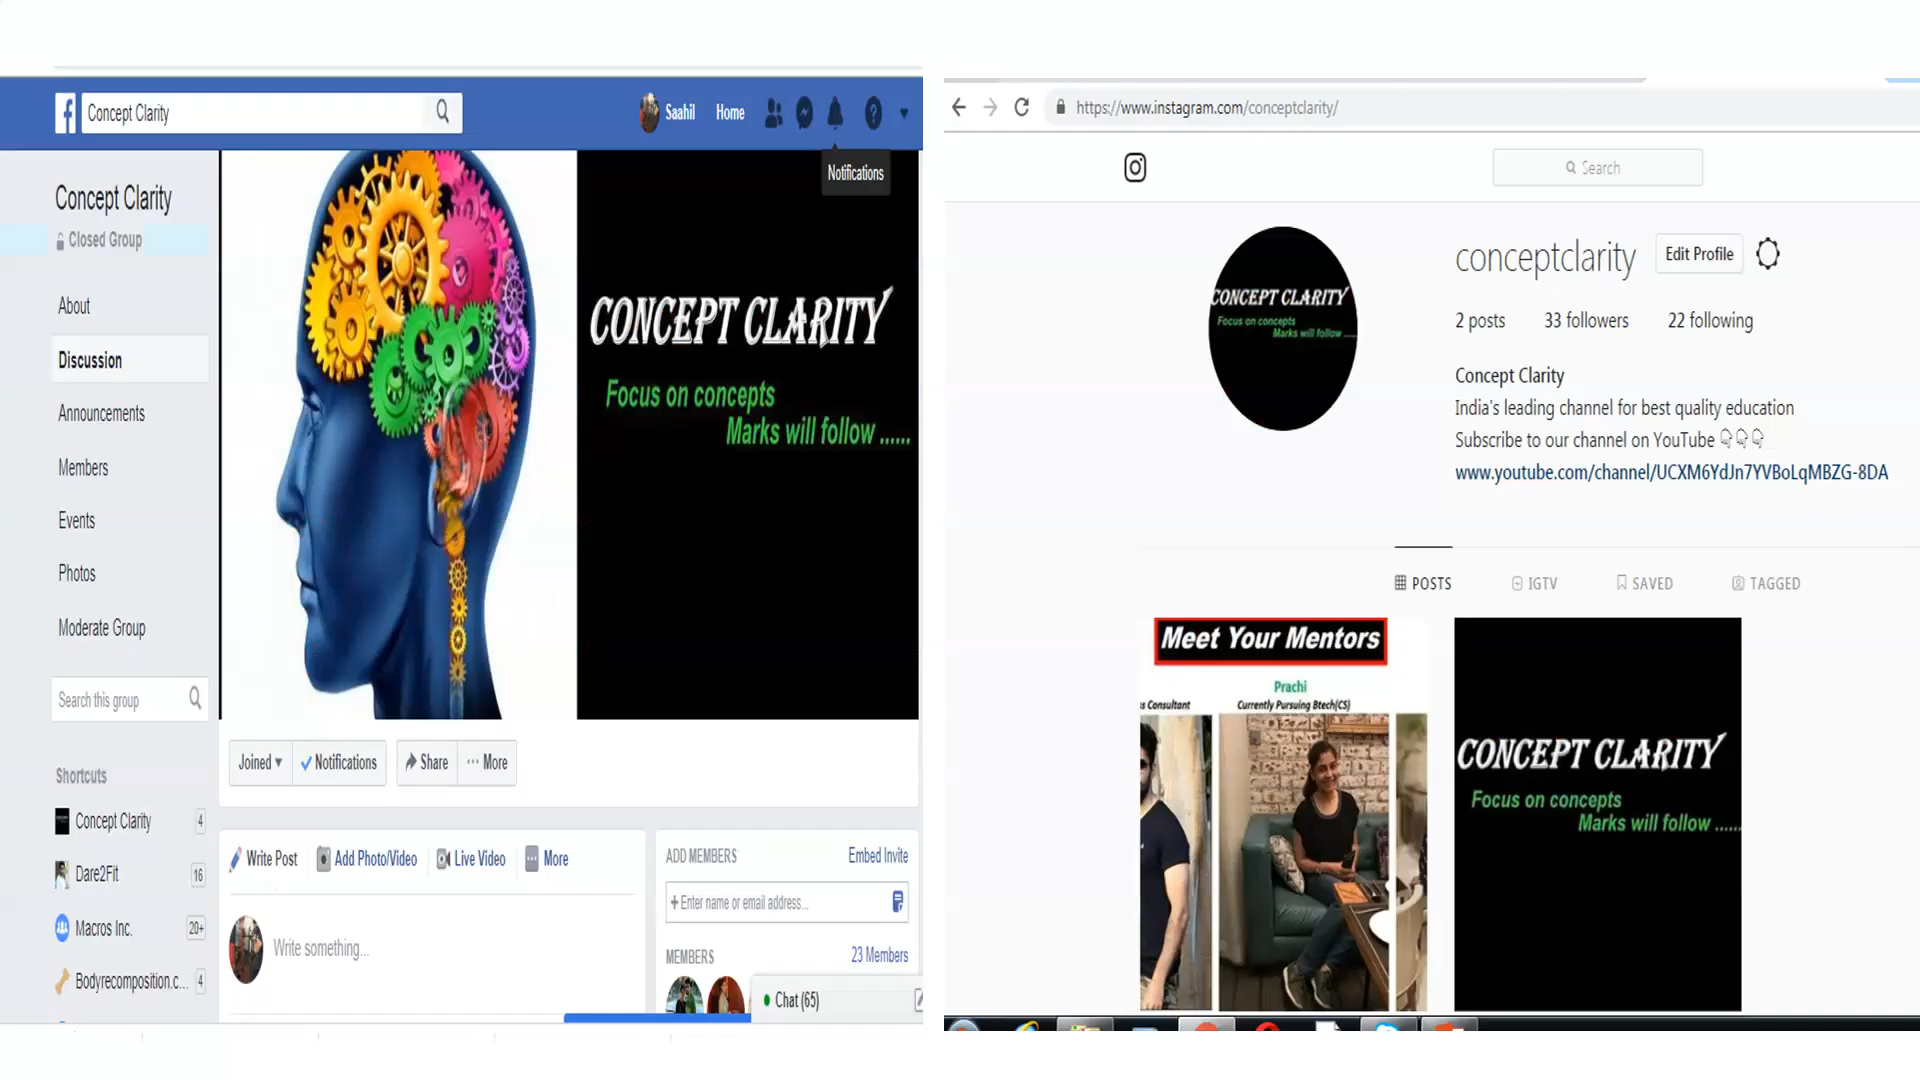 Concept Clarity
Saahil
Home
Notifications
Concept Clarity
Closed Group
About
Discussion
Announcements
Members
Events
Photos
Moderate Group
Search this group
Shortcuts
Concept Clarity 4
Dare2Fit 16
Macros Inc. 20+
Bodyrecomposition.c... 4
CONCEPT CLARITY
Focus on concepts
Marks will follow ......
Joined Notifications Share ... More
Write Post Add Photo/Video Live Video More
Write something...
ADD MEMBERS Embed Invite
+ Enter name or email address...
MEMBERS 23 Members
Chat (65)
https://www.instagram.com/conceptclarity/
Search
CONCEPT CLARITY
Focus on concepts
Marks will follow ......
conceptclarity Edit Profile
2 posts 33 followers 22 following
Concept Clarity
India's leading channel for best quality education
Subscribe to our channel on YouTube
www.youtube.com/channel/UCXM6YdJn7YVBoLqMBZG-8DA
POSTS IGTV SAVED TAGGED
Meet Your Mentors
Prachi
s Consultant Currently Pursuing Btech(CS)
CONCEPT CLARITY
Focus on concepts
Marks will follow ......